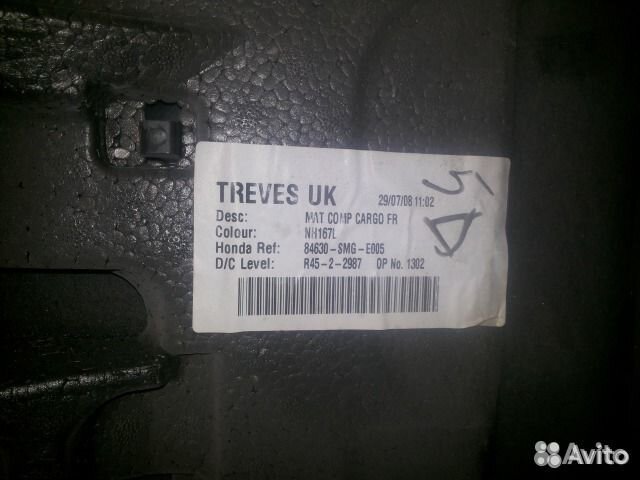 TREVES UK 29/07/08 11:02
Desc: MAT COMP CARGO FR
Colour: NH167L
Honda Ref: 84630-SMG-E005
D/C Level: R45-2-2987 OP No. 1302
5D
Avito